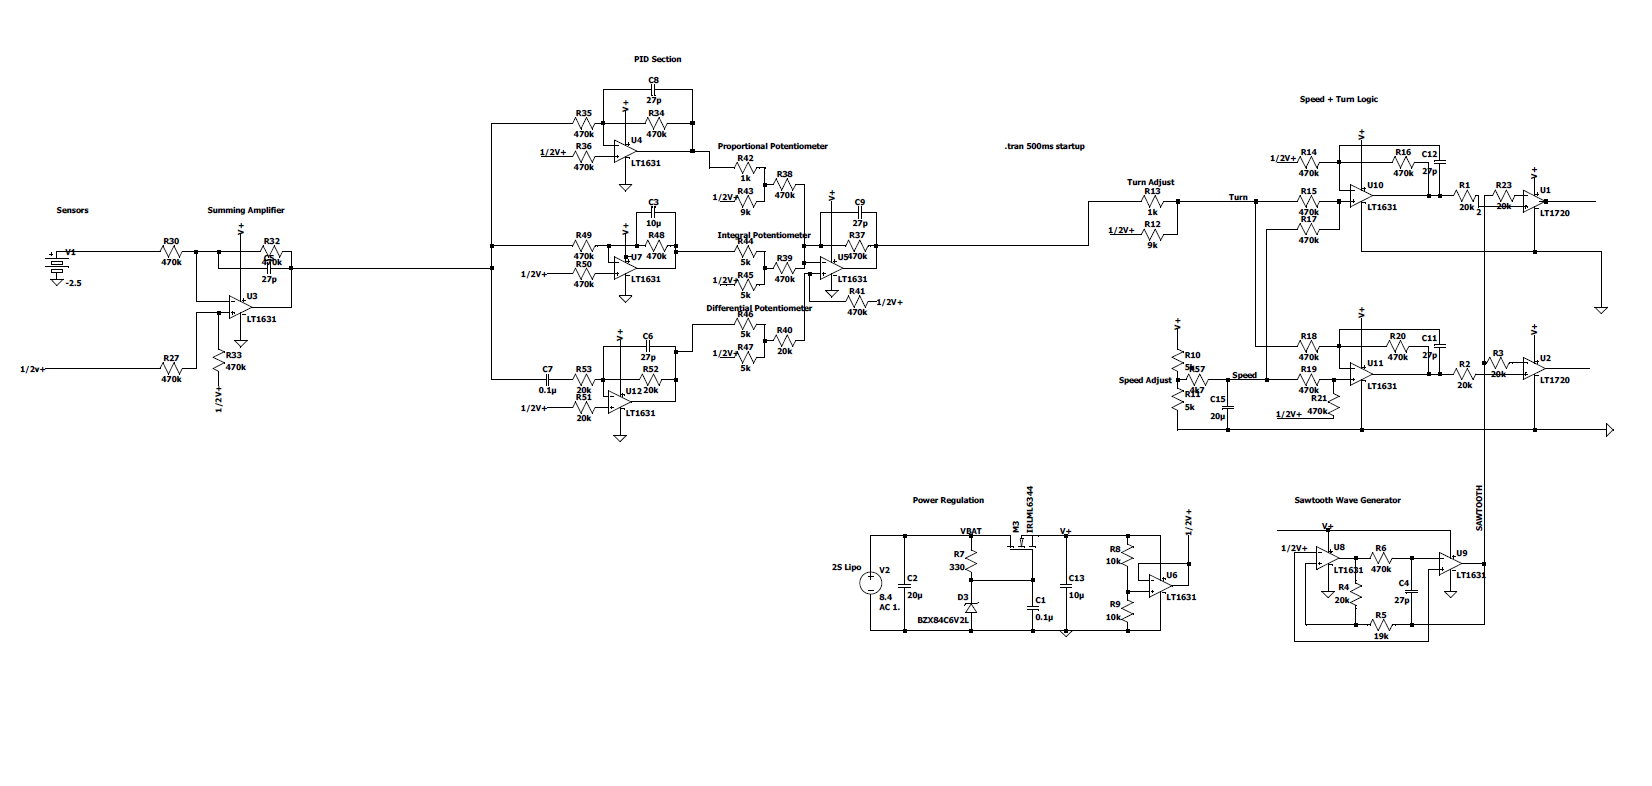 Sensors
V1
-2.5
R30
470k
1/2v+
R27
470k
Summing Amplifier
V+
R32
470k
27p
U3
LT1631
R33
470k
1/2V+
PID Section
C8
27p
V+
R35
470k
R34
470k
1/2V+
R36
470k
U4
LT1631
Proportional Potentiometer
R42
1k
1/2V+
R43
9k
R38
470k
C3
10µ
V+
R49
470k
R48
470k
U7
1/2V+
R50
470k
LT1631
Integral Potentiometer
R44
5k
1/2V+
R45
5k
R39
470k
V+
C9
27p
R37
470k
U5
LT1631
R41
470k
1/2V+
Differential Potentiometer
R46
5k
1/2V+
R47
5k
R40
20k
V+
C6
27p
C7
0.1µ
R53
20k
R52
20k
1/2V+
R51
20k
U12
LT1631
.tran 500ms startup
Turn Adjust
R13
1k
1/2V+
R12
9k
Turn
Speed + Turn Logic
V+
1/2V+
R14
470k
R16
470k
C12
27p
R15
470k
R17
470k
U10
LT1631
R1
20k
2
R23
20k
V+
U1
LT1720
V+
R10
5k
Speed Adjust
R57
4k7
R11
5k
Speed
C15
20µ
V+
R18
470k
R20
470k
C11
27p
R19
470k
U11
LT1631
1/2V+
R21
470k
R2
20k
R3
20k
V+
U2
LT1720
SAWTOOTH
Power Regulation
2S Lipo
V2
8.4
AC 1.
C2
20µ
VBAT
R7
330
D3
BZX84C6V2L
M3
IRLML6344
C1
0.1µ
V+
C13
10µ
R8
10k
R9
10k
U6
LT1631
1/2V+
Sawtooth Wave Generator
V+
1/2V+
U8
LT1631
R6
470k
R4
20k
C4
27p
R5
19k
U9
LT1631